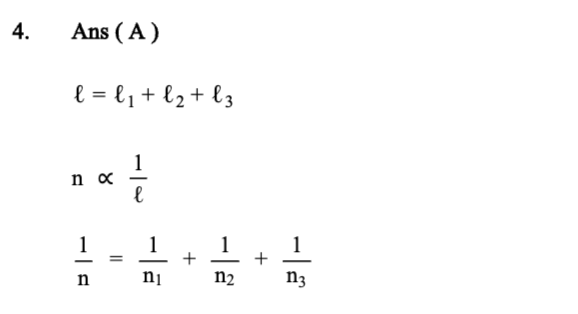 4. Ans ( A )
ℓ = ℓ₁ + ℓ₂ + ℓ₃
n ∝ 1/ℓ
1/n = 1/n₁ + 1/n₂ + 1/n₃